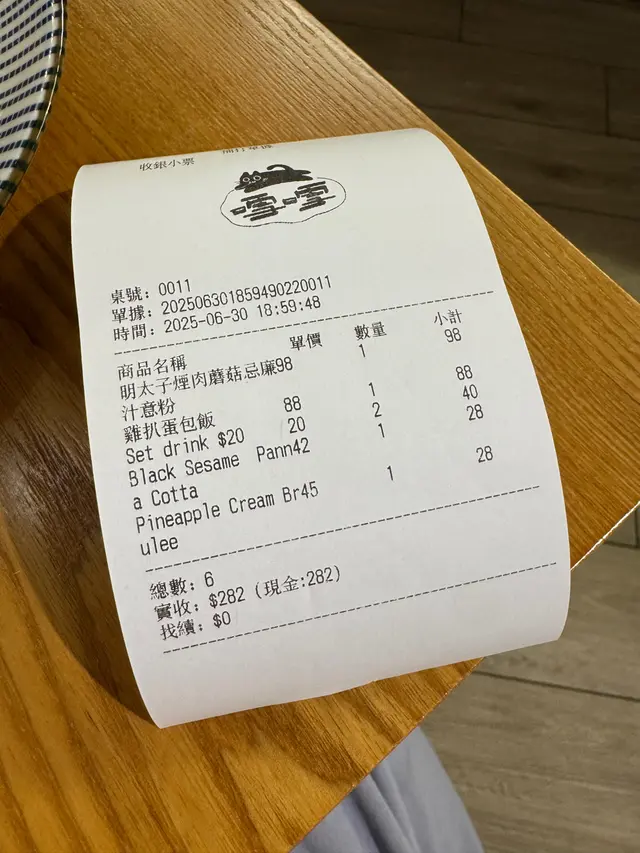 收銀小票
雪雪
桌號: 0011
單據: 202506301859490220011
時間: 2025-06-30 18:59:48
商品名稱 單價 數量 小計
明太子煙肉蘑菇忌廉98 1 98
汁意粉
雞扒蛋包飯 88 1 88
Set drink $20 20 2 40
Black Sesame Pann42 1 28
a Cotta
Pineapple Cream Br45 1 28
ulee
總數: 6
實收: $282 (現金:282)
找續: $0